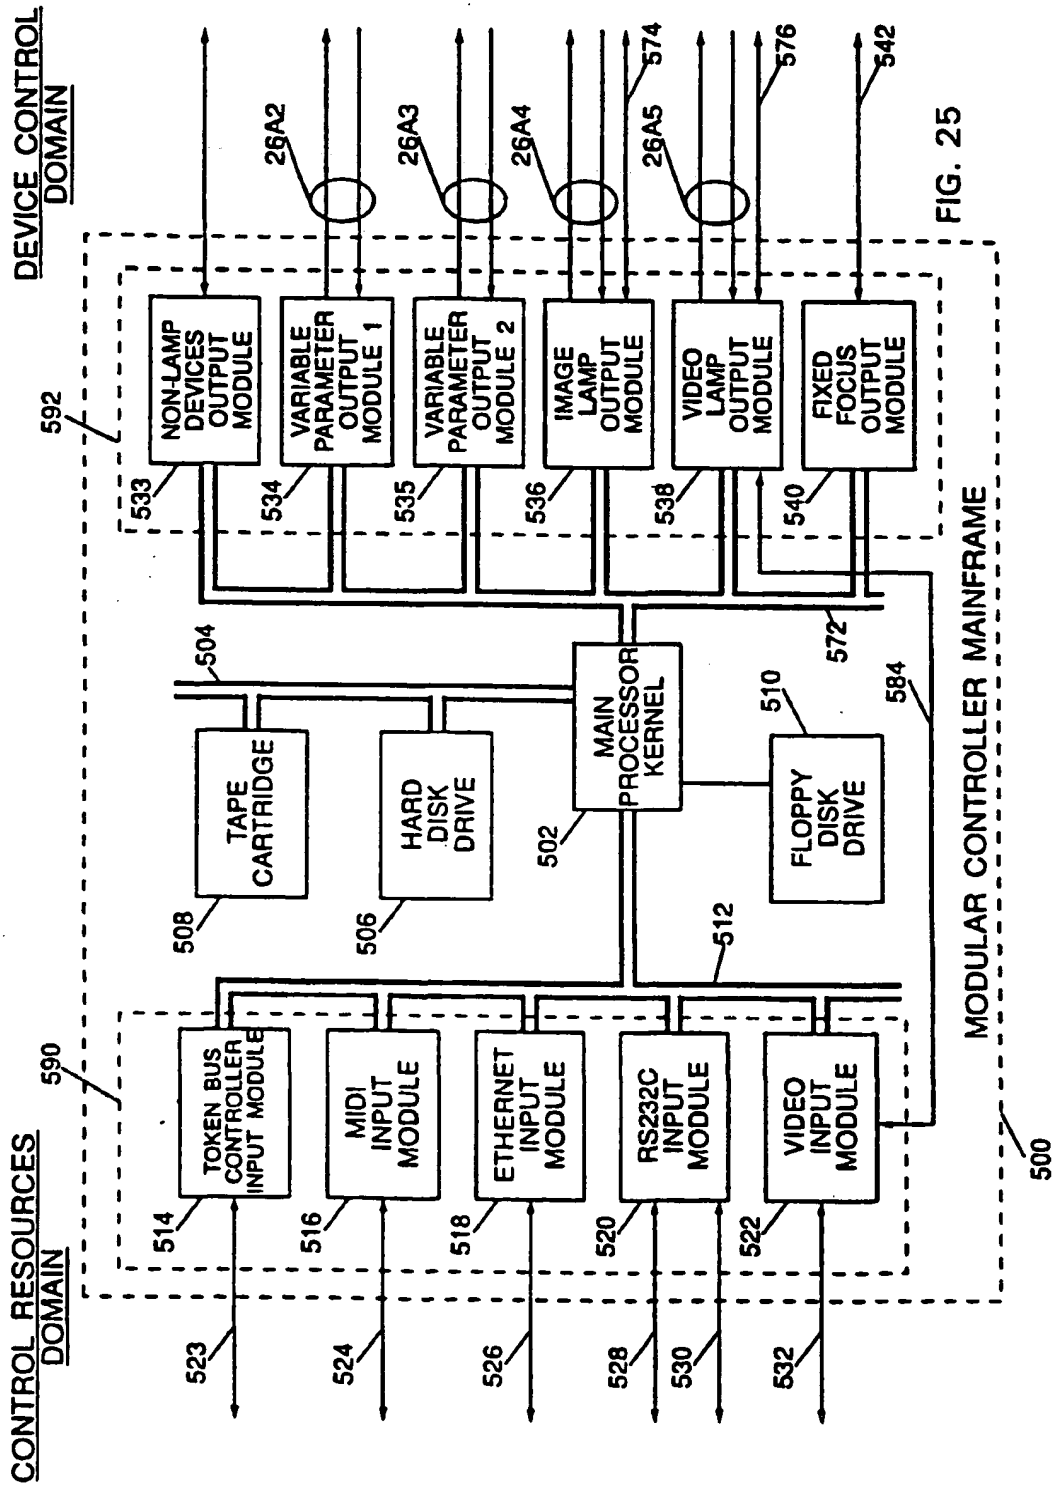 CONTROL RESOURCES
DOMAIN
DEVICE CONTROL
DOMAIN
590
592
514
TOKEN BUS
CONTROLLER
INPUT MODULE
523
516
MIDI
INPUT
MODULE
524
518
ETHERNET
INPUT
MODULE
526
520
RS232C
INPUT
MODULE
528
530
522
VIDEO
INPUT
MODULE
532
512
508
TAPE
CARTRIDGE
504
506
HARD
DISK
DRIVE
502
MAIN
PROCESSOR
KERNEL
510
FLOPPY
DISK
DRIVE
572
584
533
NON-LAMP
DEVICES
OUTPUT
MODULE
534
VARIABLE
PARAMETER
OUTPUT
MODULE 1
26A2
535
VARIABLE
PARAMETER
OUTPUT
MODULE 2
26A3
536
IMAGE
LAMP
OUTPUT
MODULE
26A4
574
538
VIDEO
LAMP
OUTPUT
MODULE
26A5
576
540
FIXED
FOCUS
OUTPUT
MODULE
542
MODULAR CONTROLLER MAINFRAME
500
FIG. 25